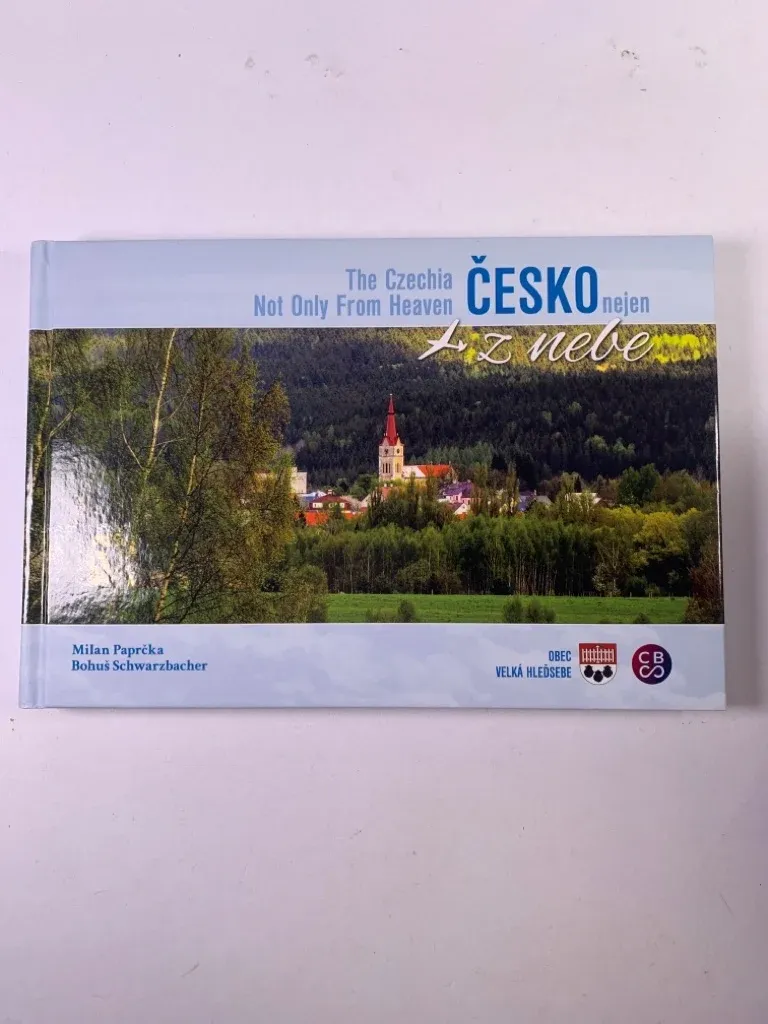 The Czechia
Not Only From Heaven
ČESKO nejen
z nebe
Milan Paprčka
Bohuš Schwarzbacher
OBEC
VELKÁ HLEĎSEBE
CB
S